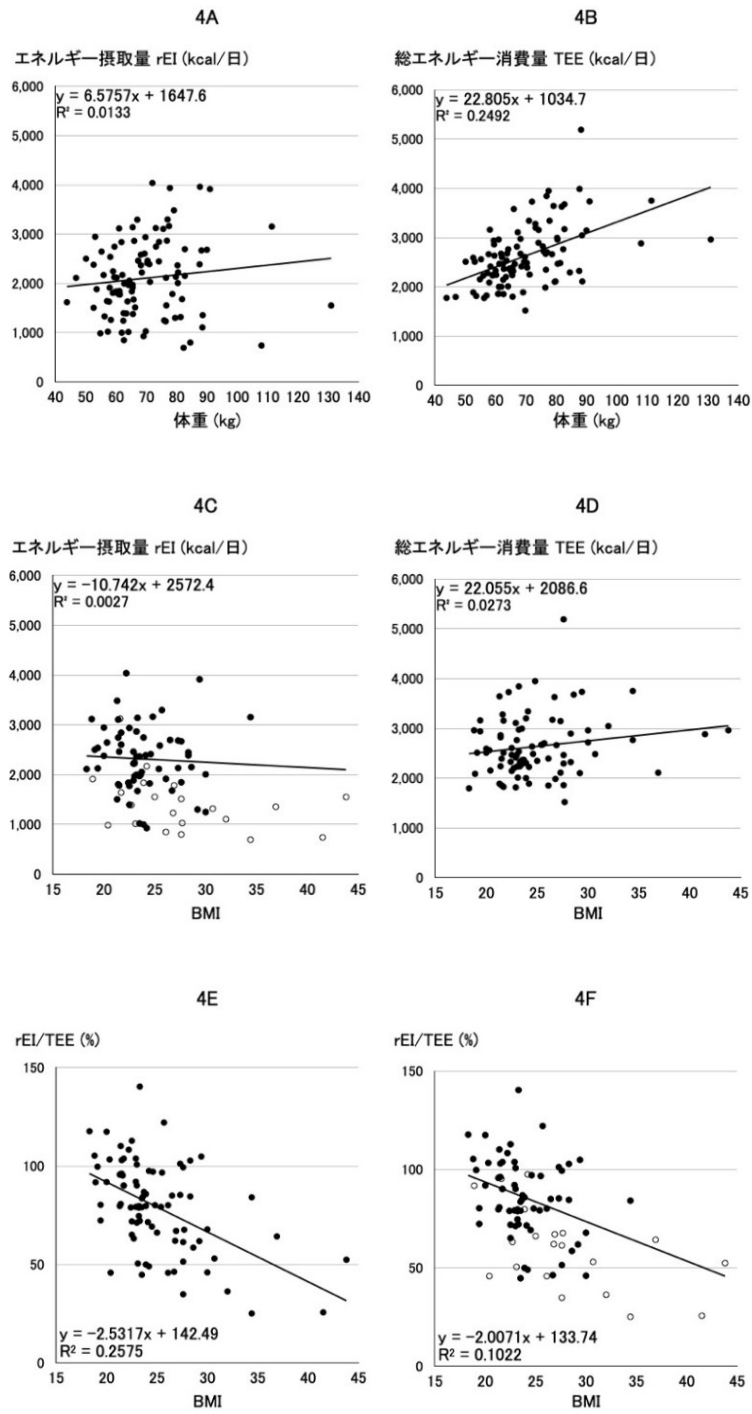 4A
エネルギー摂取量 rEI (kcal/日)
6,000
y = 6.5757x + 1647.6
R² = 0.0133
5,000
4,000
3,000
2,000
1,000
0
40 50 60 70 80 90 100 110 120 130 140
体重 (kg)
4B
総エネルギー消費量 TEE (kcal/日)
6,000
y = 22.805x + 1034.7
R² = 0.2492
5,000
4,000
3,000
2,000
1,000
0
40 50 60 70 80 90 100 110 120 130 140
体重 (kg)
4C
エネルギー摂取量 rEI (kcal/日)
6,000
y = −10.742x + 2572.4
R² = 0.0027
5,000
4,000
3,000
2,000
1,000
0
15 20 25 30 35 40 45
BMI
4D
総エネルギー消費量 TEE (kcal/日)
6,000
y = 22.055x + 2086.6
R² = 0.0273
5,000
4,000
3,000
2,000
1,000
0
15 20 25 30 35 40 45
BMI
4E
rEI/TEE (%)
150
100
50
y = −2.5317x + 142.49
R² = 0.2575
0
15 20 25 30 35 40 45
BMI
4F
rEI/TEE (%)
150
100
50
y = −2.0071x + 133.74
R² = 0.1022
0
15 20 25 30 35 40 45
BMI